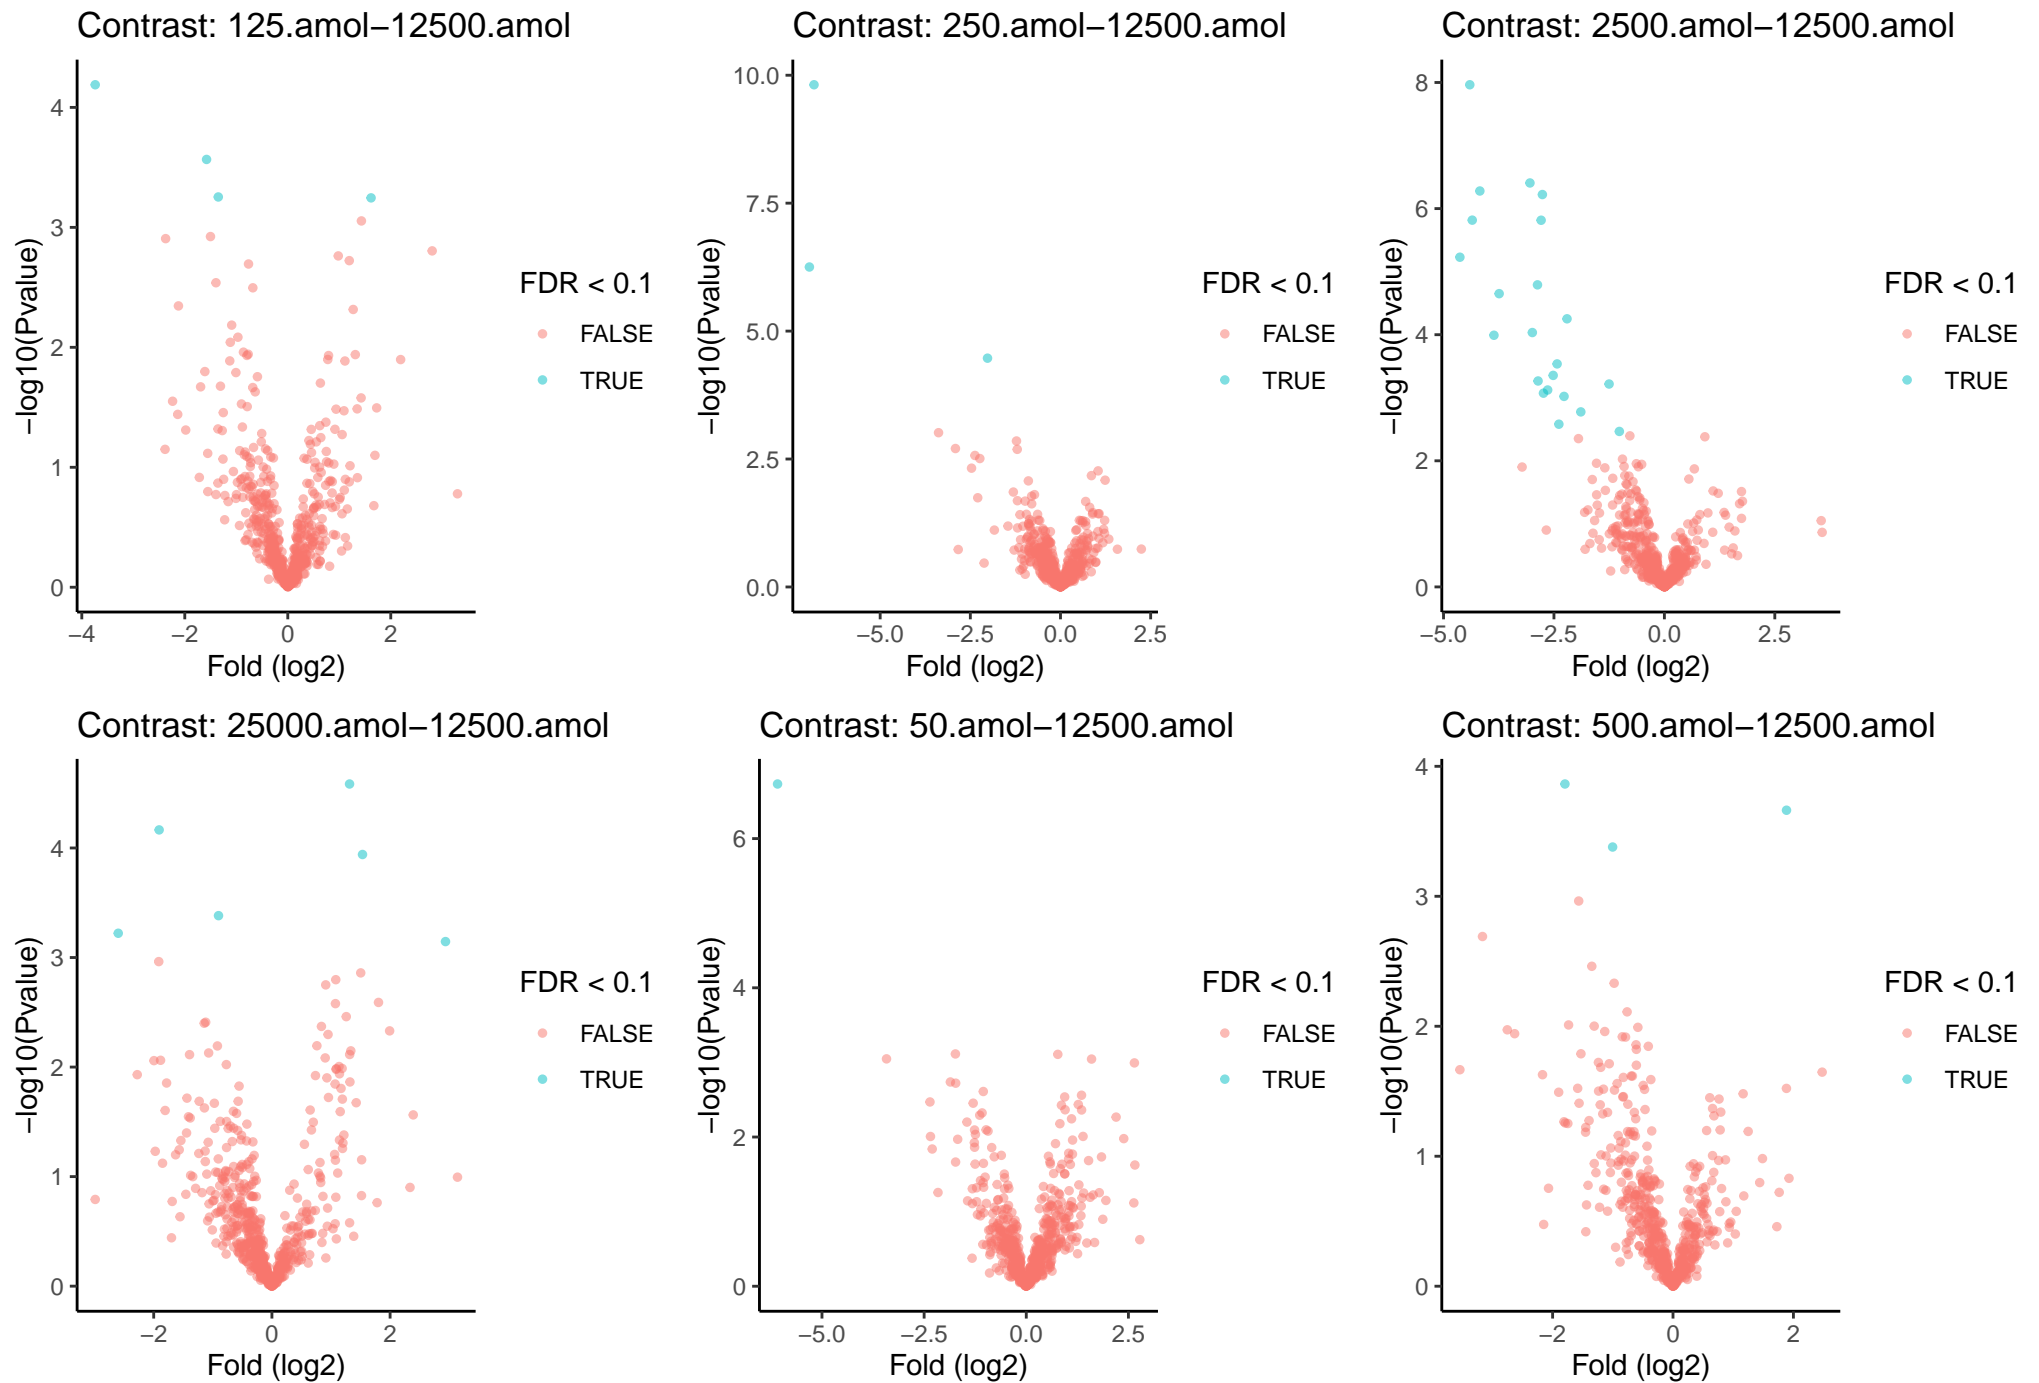 Contrast: 125.amol−12500.amol
−log10(Pvalue)
4
3
2
1
0
−4 −2 0 2
Fold (log2)
FDR < 0.1
FALSE
TRUE
Contrast: 250.amol−12500.amol
−log10(Pvalue)
10.0
7.5
5.0
2.5
0.0
−5.0 −2.5 0.0 2.5
Fold (log2)
FDR < 0.1
FALSE
TRUE
Contrast: 2500.amol−12500.amol
−log10(Pvalue)
8
6
4
2
0
−5.0 −2.5 0.0 2.5
Fold (log2)
FDR < 0.1
FALSE
TRUE
Contrast: 25000.amol−12500.amol
−log10(Pvalue)
4
3
2
1
0
−2 0 2
Fold (log2)
FDR < 0.1
FALSE
TRUE
Contrast: 50.amol−12500.amol
−log10(Pvalue)
6
4
2
0
−5.0 −2.5 0.0 2.5
Fold (log2)
FDR < 0.1
FALSE
TRUE
Contrast: 500.amol−12500.amol
−log10(Pvalue)
4
3
2
1
0
−2 0 2
Fold (log2)
FDR < 0.1
FALSE
TRUE